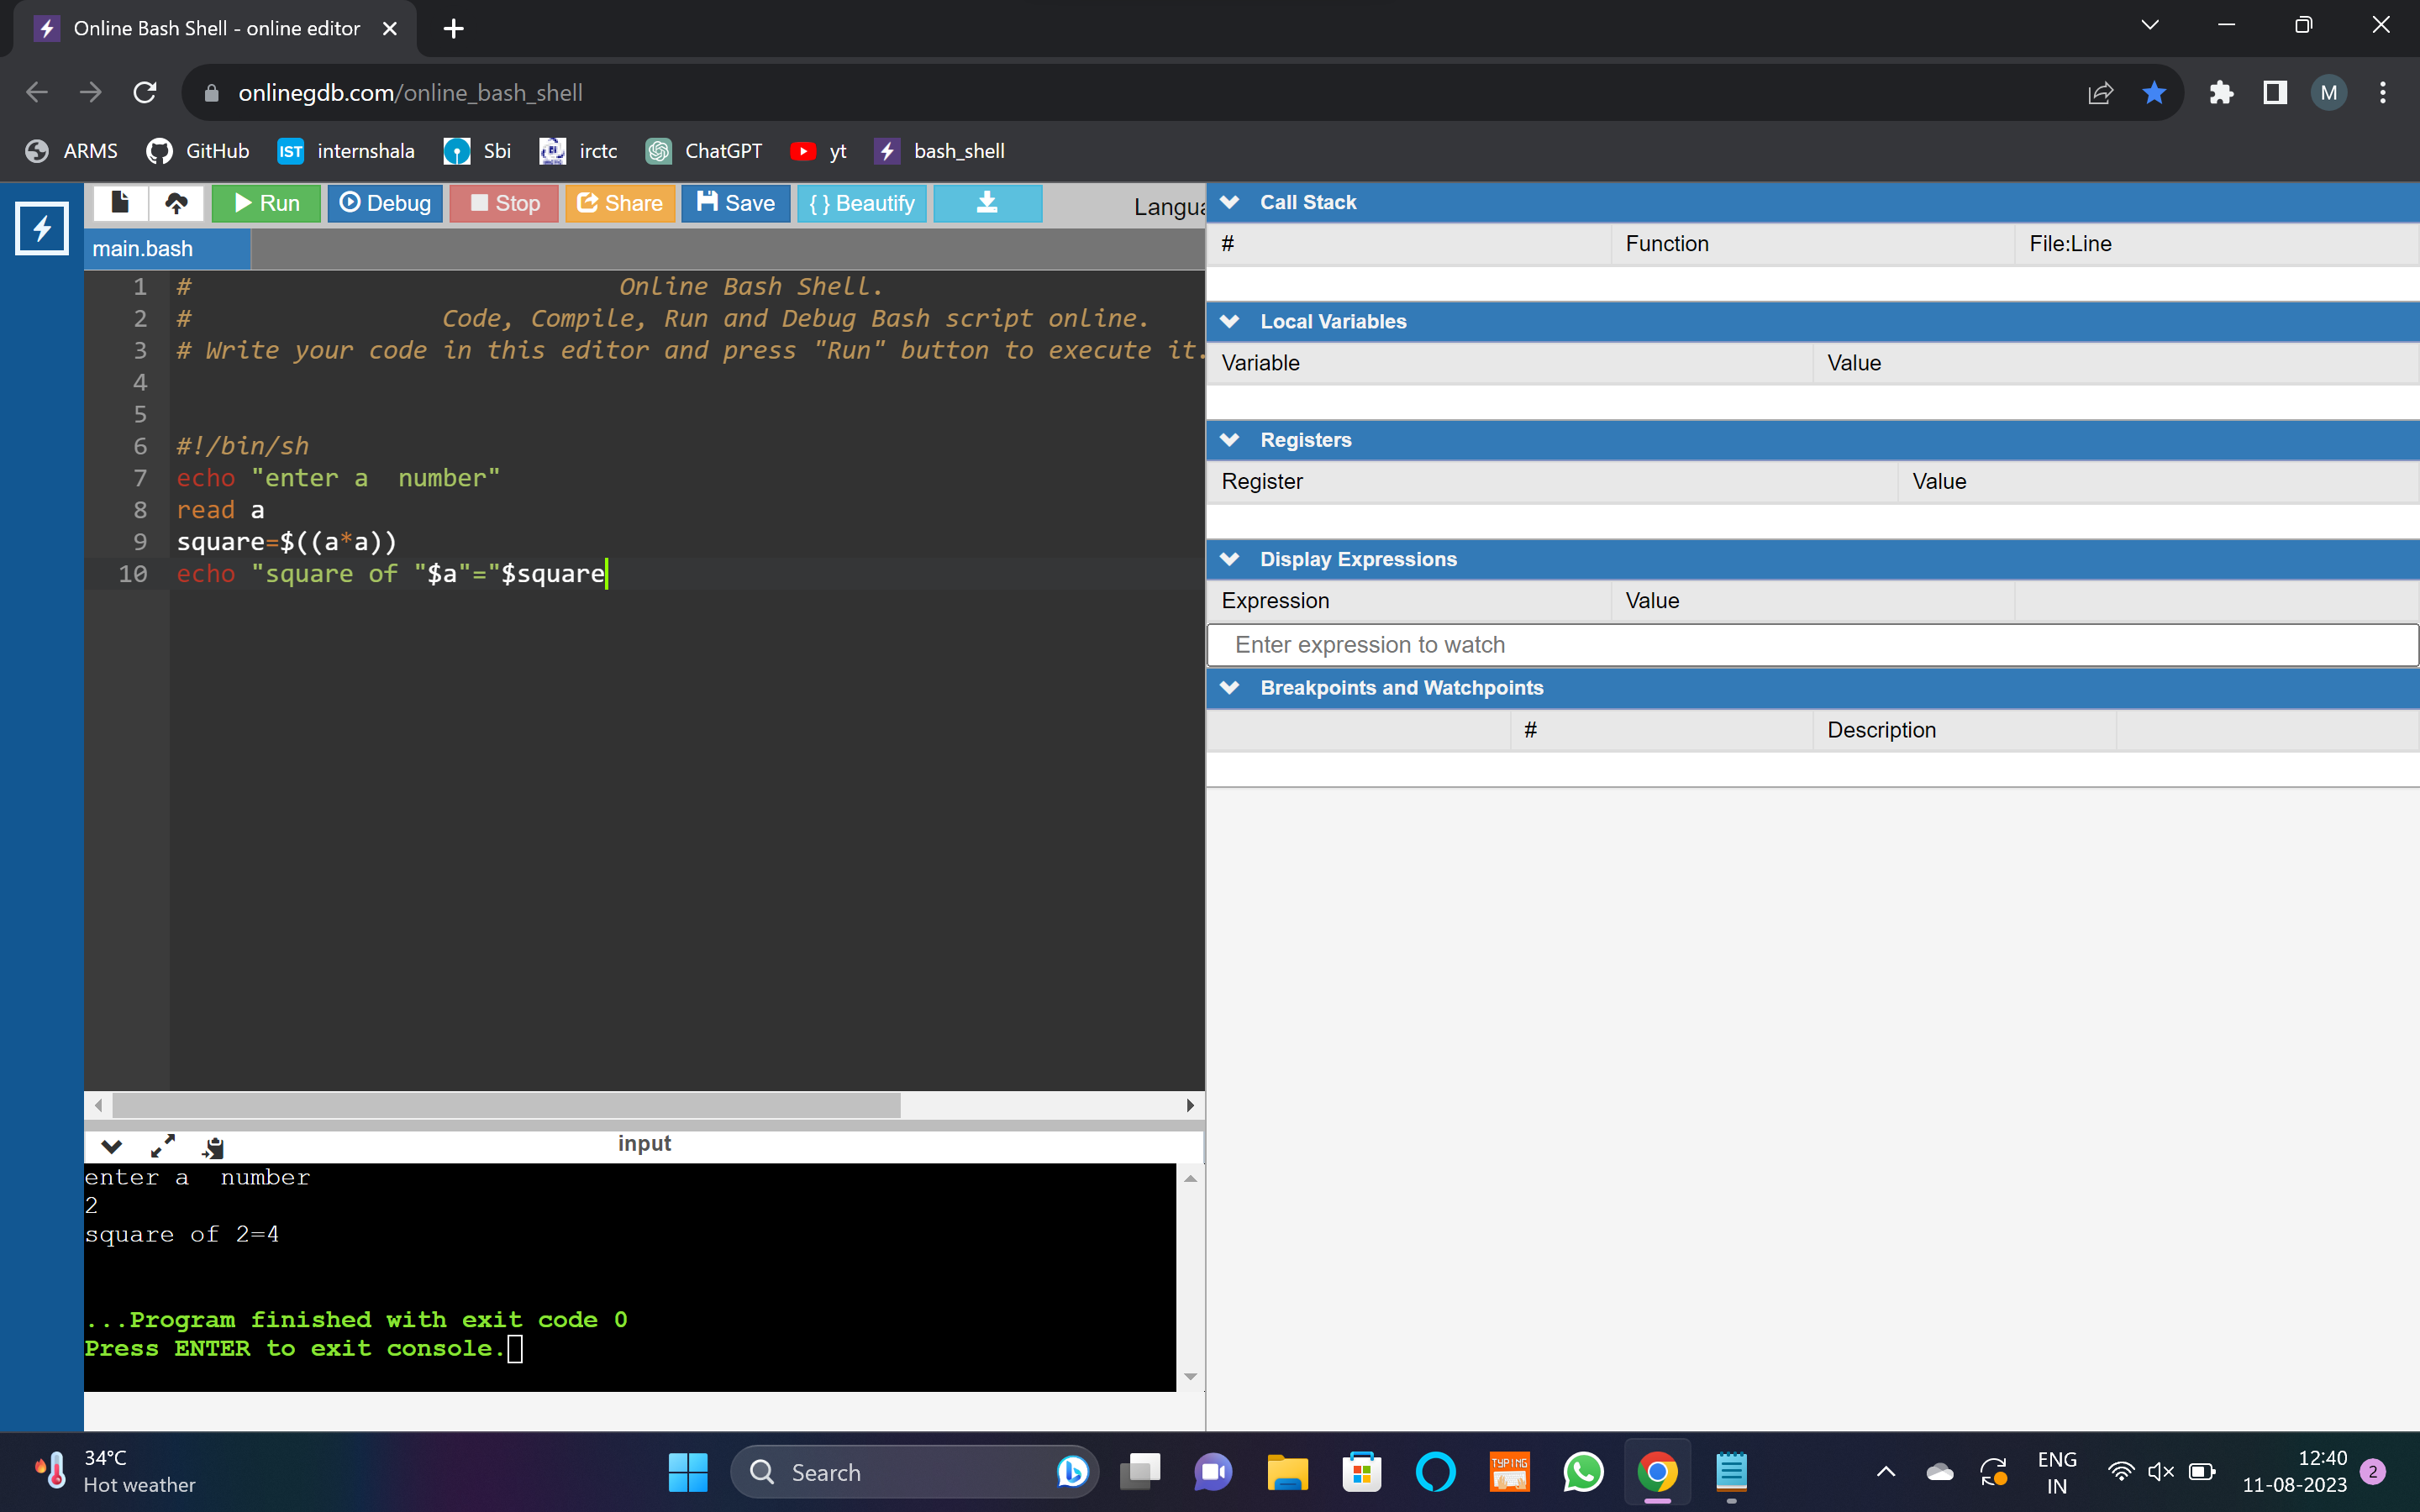 Online Bash Shell - online editor
onlinegdb.com/online_bash_shell
M
ARMS GitHub IST internshala Sbi irctc ChatGPT yt bash_shell
Run Debug Stop Share Save { } Beautify
main.bash
1 # Online Bash Shell.
2 # Code, Compile, Run and Debug Bash script online.
3 # Write your code in this editor and press "Run" button to execute it.
4
5
6 #!/bin/sh
7 echo "enter a  number"
8 read a
9 square=$((a*a))
10 echo "square of "$a"="$square
input
enter a  number
2
square of 2=4
...Program finished with exit code 0
Press ENTER to exit console.
Call Stack
# Function File:Line
Local Variables
Variable Value
Registers
Register Value
Display Expressions
Expression Value
Enter expression to watch
Breakpoints and Watchpoints
# Description
34°C
Hot weather
Search
TYPING
ENG
IN
12:40
11-08-2023
2